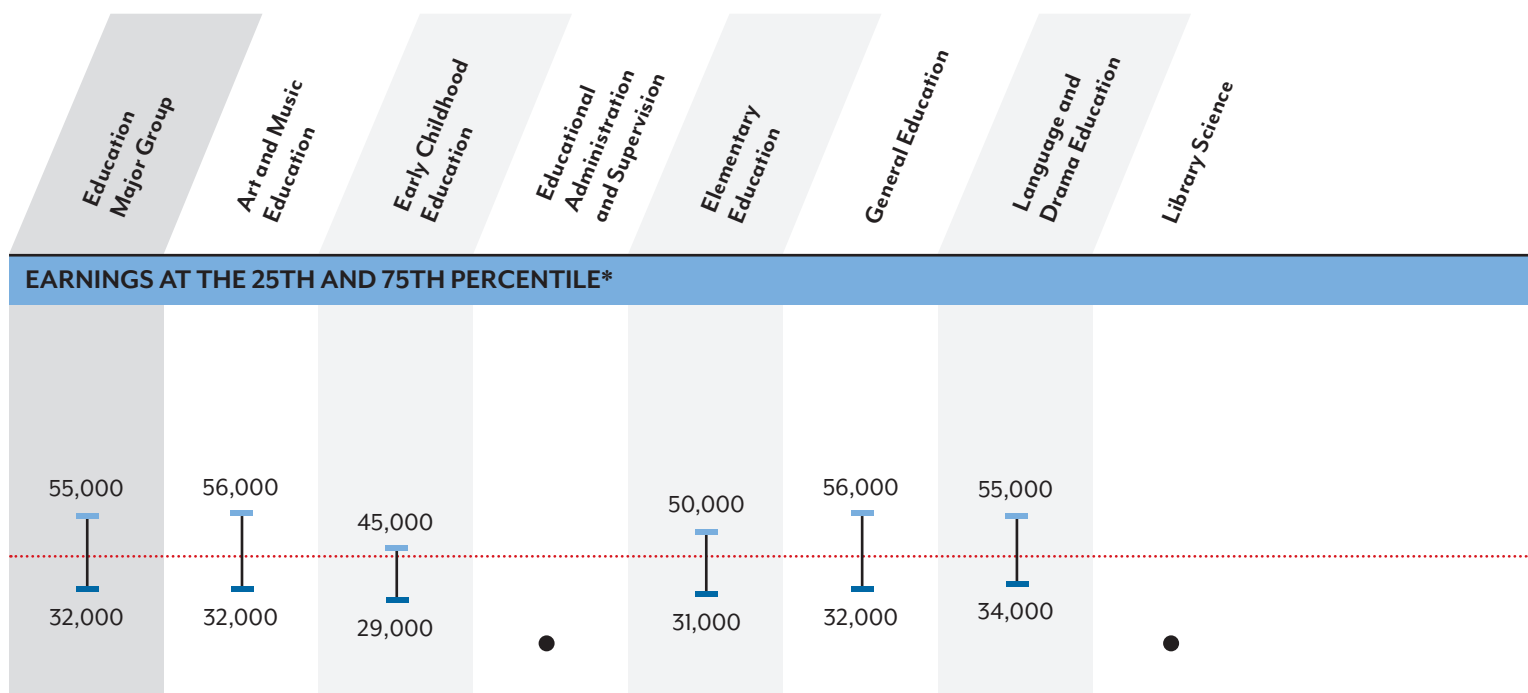 Education
Major Group
Art and Music
Education
Early Childhood
Education
Educational
Administration
and Supervision
Elementary
Education
General Education
Language and
Drama Education
Library Science
EARNINGS AT THE 25TH AND 75TH PERCENTILE*
55,000
32,000
56,000
32,000
45,000
29,000
50,000
31,000
56,000
32,000
55,000
34,000